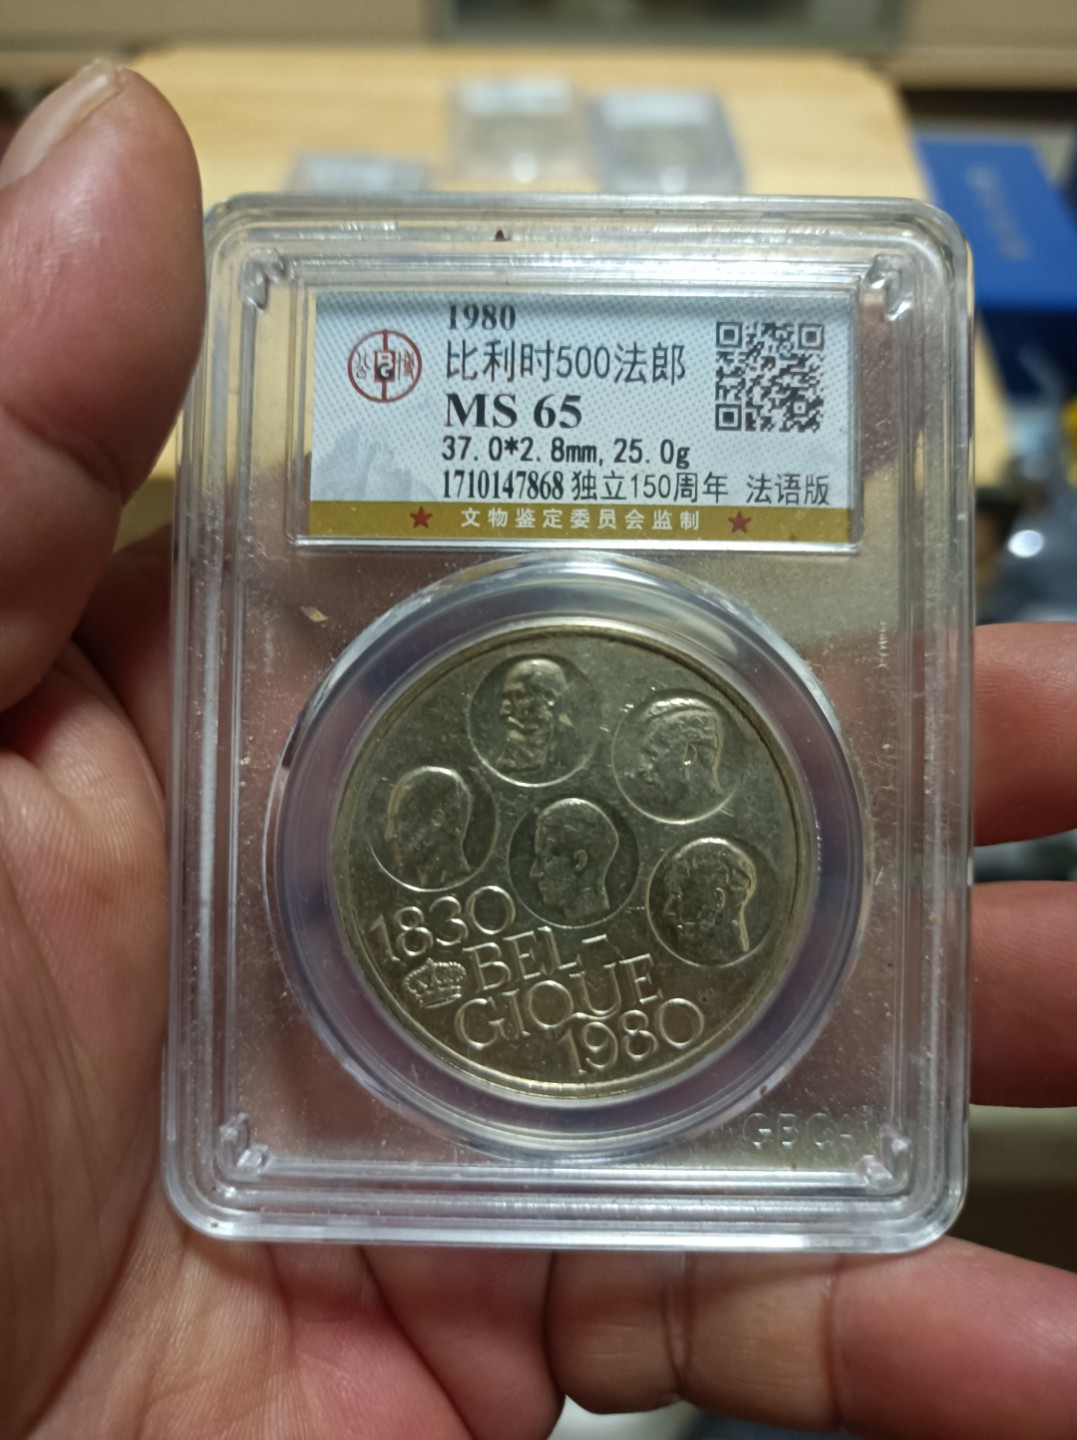 1980
比利时500法郎
MS 65
37.0*2.8mm,25.0g
1710147868 独立150周年 法语版
★ 文物鉴定委员会监制 ★
1830
BEL-
GIQUE
1980